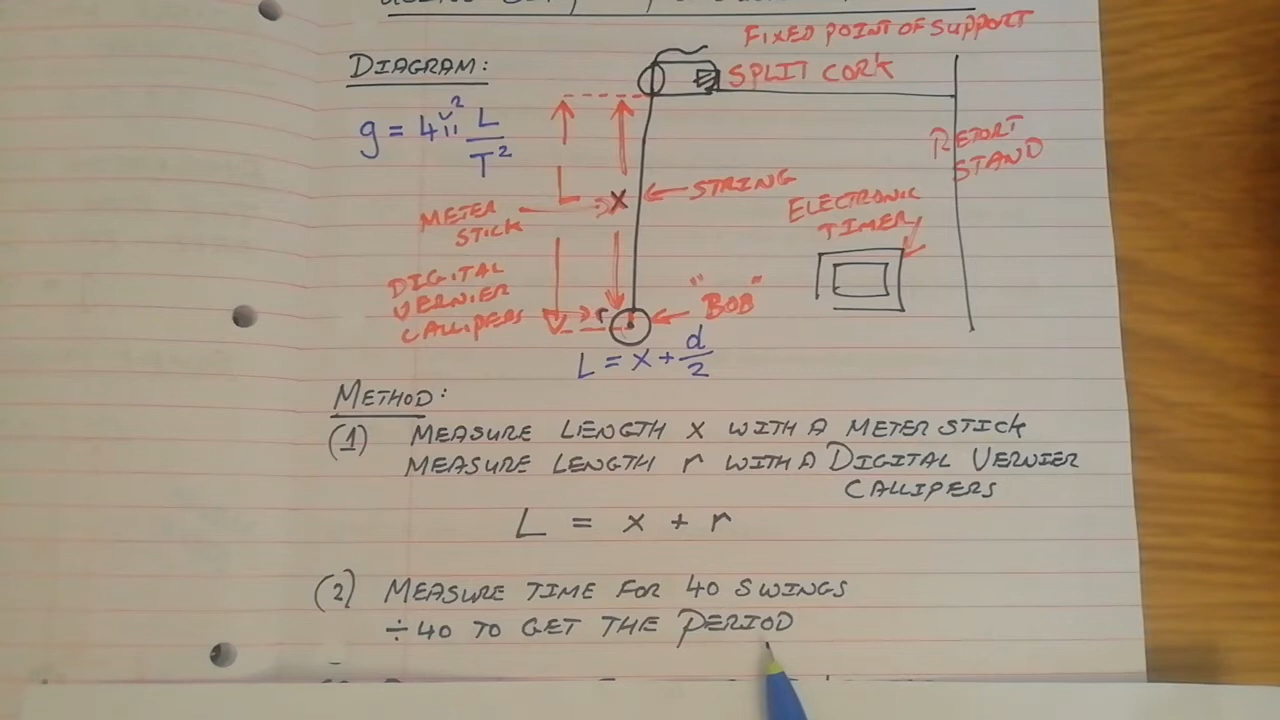 FIXED POINT OF SUPPORT
DIAGRAM:
SPLIT CORK
g = 4π² L / T²
RETORT
STAND
L
X
STRING
METER
STICK
ELECTRONIC
TIMER
DIGITAL
VERNIER
CALLIPERS
r
"BOB"
L = x + d/2
METHOD:
(1) MEASURE LENGTH X WITH A METER STICK
MEASURE LENGTH r WITH A DIGITAL VERNIER
CALLIPERS
L = x + r
(2) MEASURE TIME FOR 40 SWINGS
÷ 40 TO GET THE PERIOD